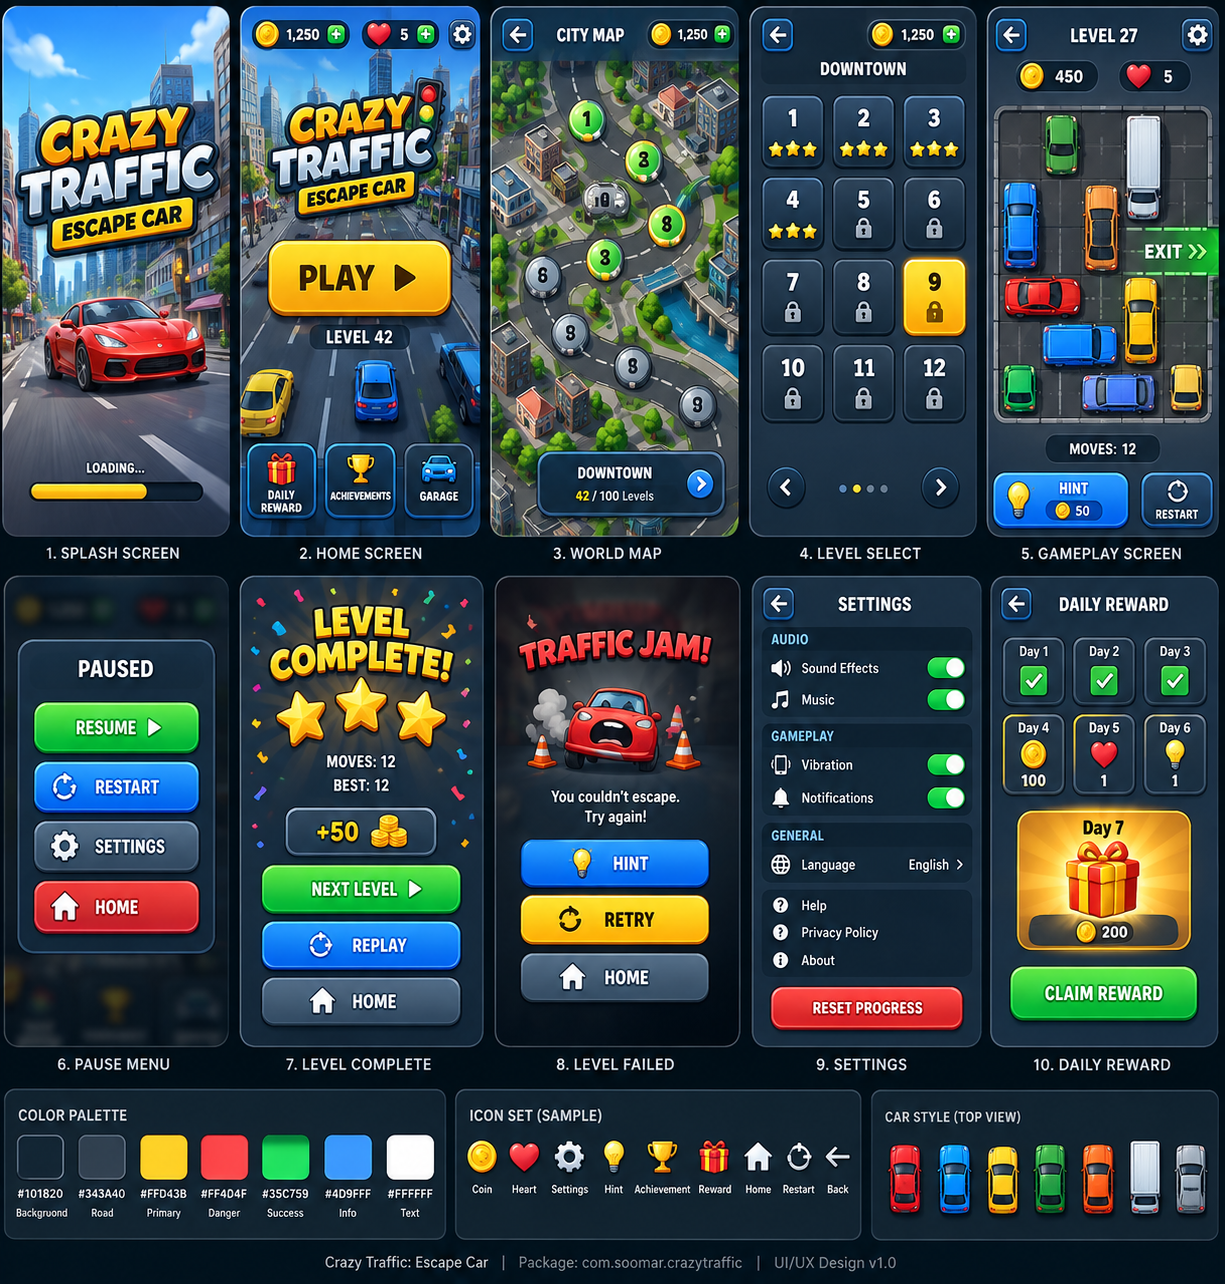 CRAZY
TRAFFIC
ESCAPE CAR
LOADING...
1. SPLASH SCREEN
1,250
5
CRAZY
TRAFFIC
ESCAPE CAR
PLAY
LEVEL 42
DAILY
REWARD
ACHIEVEMENTS
GARAGE
2. HOME SCREEN
CITY MAP
1,250
1
8
3
8
8
8
9
DOWNTOWN
42 / 100 Levels
3. WORLD MAP
1,250
DOWNTOWN
1 2 3
4 5 6
7 8 9
10 11 12
4. LEVEL SELECT
LEVEL 27
450
5
EXIT
MOVES: 12
HINT
50
RESTART
5. GAMEPLAY SCREEN
PAUSED
RESUME
RESTART
SETTINGS
HOME
6. PAUSE MENU
LEVEL
COMPLETE!
MOVES: 12
BEST: 12
+50
NEXT LEVEL
REPLAY
HOME
7. LEVEL COMPLETE
TRAFFIC JAM!
You couldn't escape.
Try again!
HINT
RETRY
HOME
8. LEVEL FAILED
SETTINGS
AUDIO
Sound Effects
Music
GAMEPLAY
Vibration
Notifications
GENERAL
Language English
Help
Privacy Policy
About
RESET PROGRESS
9. SETTINGS
DAILY REWARD
Day 1 Day 2 Day 3
Day 4 Day 5 Day 6
100 1 1
Day 7
200
CLAIM REWARD
10. DAILY REWARD
COLOR PALETTE
#101820 #343A40 #FFD43B #FF4D4F #35C759 #4D9FFF #FFFFFF
Background Road Primary Danger Success Info Text
ICON SET (SAMPLE)
Coin Heart Settings Hint Achievement Reward Home Restart Back
CAR STYLE (TOP VIEW)
Crazy Traffic: Escape Car | Package: com.soomar.crazytraffic | UI/UX Design v1.0